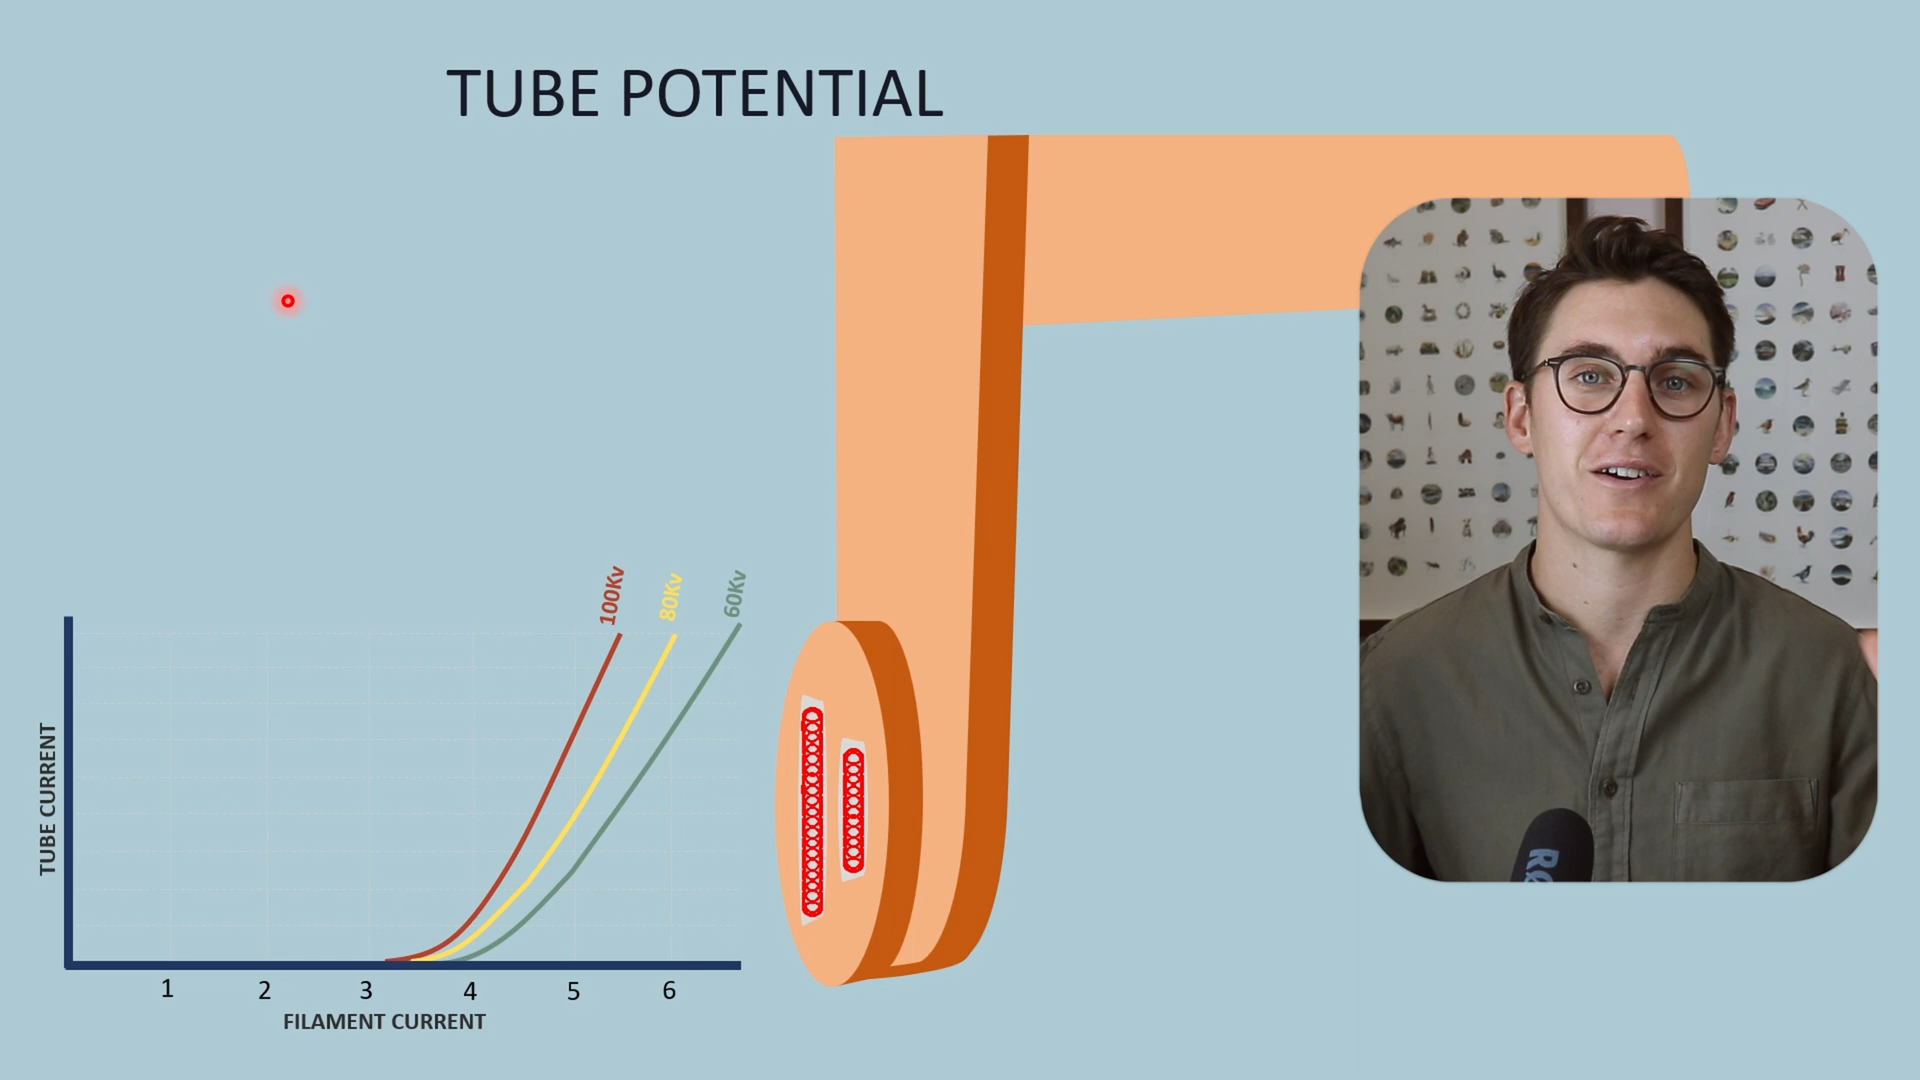 TUBE POTENTIAL
100Kv
80Kv
60Kv
TUBE CURRENT
1 2 3 4 5 6
FILAMENT CURRENT